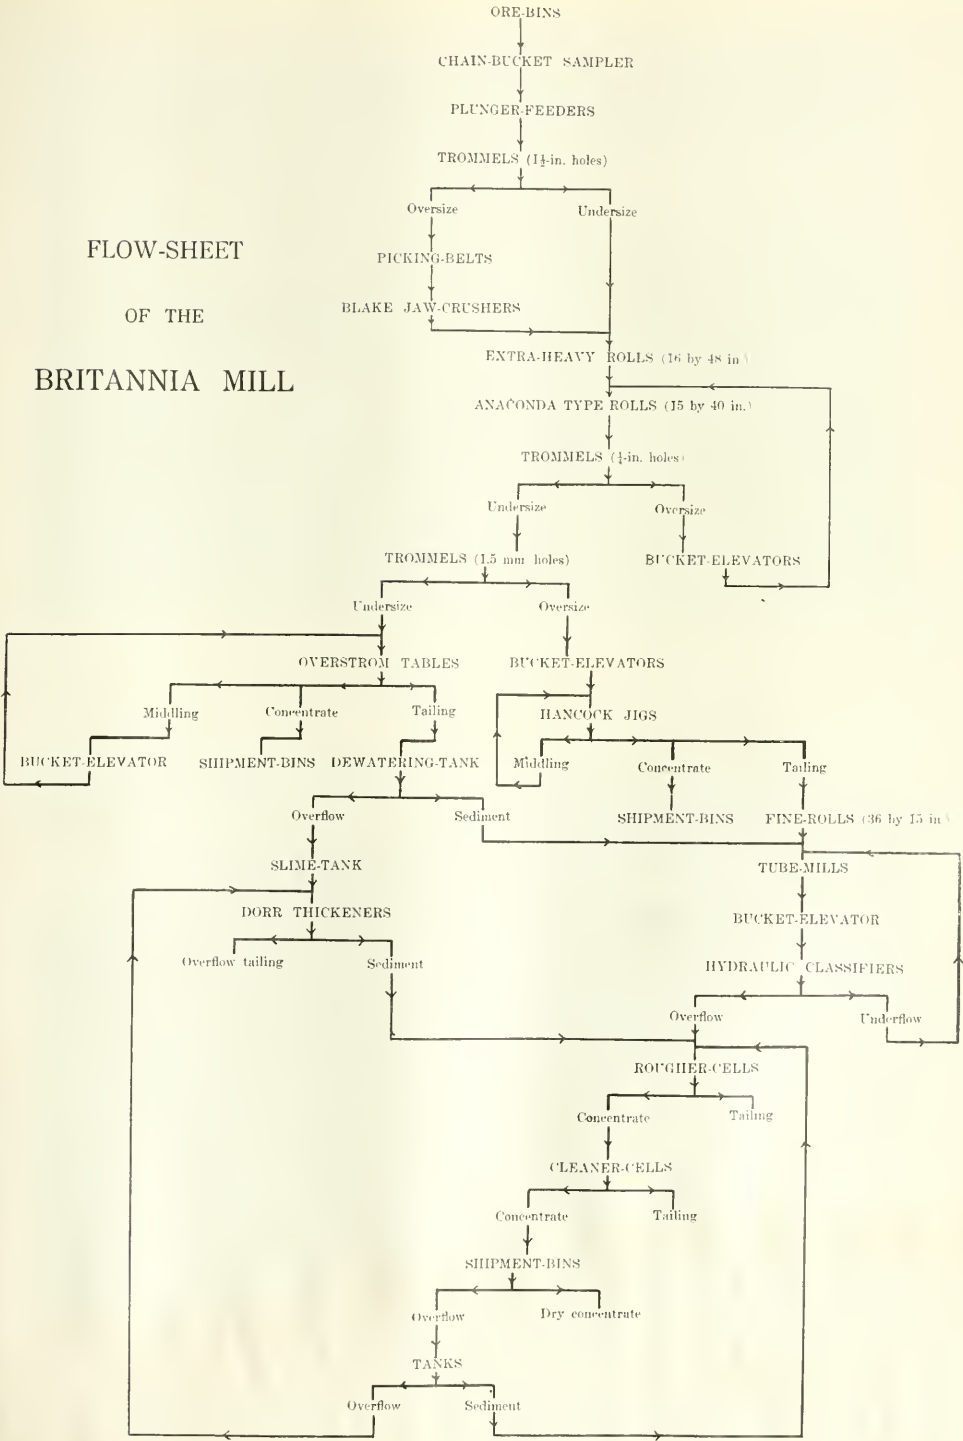 ORE-BINS
CHAIN-BUCKET SAMPLER
PLUNGER-FEEDERS
TROMMELS (1½-in. holes)
Oversize Undersize
FLOW-SHEET
PICKING-BELTS
BLAKE JAW-CRUSHERS
OF THE
EXTRA-HEAVY ROLLS (16 by 48 in
BRITANNIA MILL
ANACONDA TYPE ROLLS (15 by 40 in.)
TROMMELS (¼-in. holes)
Undersize Oversize
TROMMELS (1.5 mm holes) BUCKET-ELEVATORS
Undersize Oversize
OVERSTROM TABLES BUCKET-ELEVATORS
Middling Concentrate Tailing HANCOCK JIGS
BUCKET-ELEVATOR SHIPMENT-BINS DEWATERING-TANK Middling Concentrate Tailing
Overflow Sediment SHIPMENT-BINS FINE-ROLLS (36 by 15 in
SLIME-TANK TUBE-MILLS
DORR THICKENERS BUCKET-ELEVATOR
Overflow tailing Sediment HYDRAULIC CLASSIFIERS
Overflow Underflow
ROUGHER-CELLS
Concentrate Tailing
CLEANER-CELLS
Concentrate Tailing
SHIPMENT-BINS
Overflow Dry concentrate
TANKS
Overflow Sediment